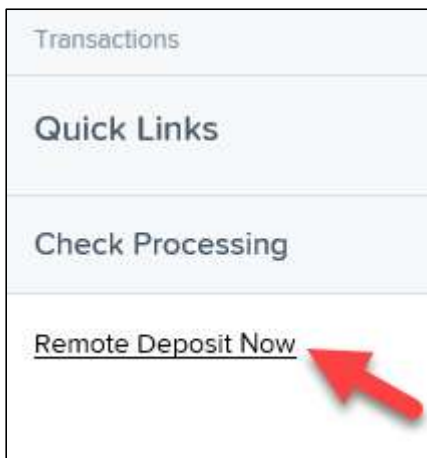 Transactions
Quick Links
Check Processing
Remote Deposit Now